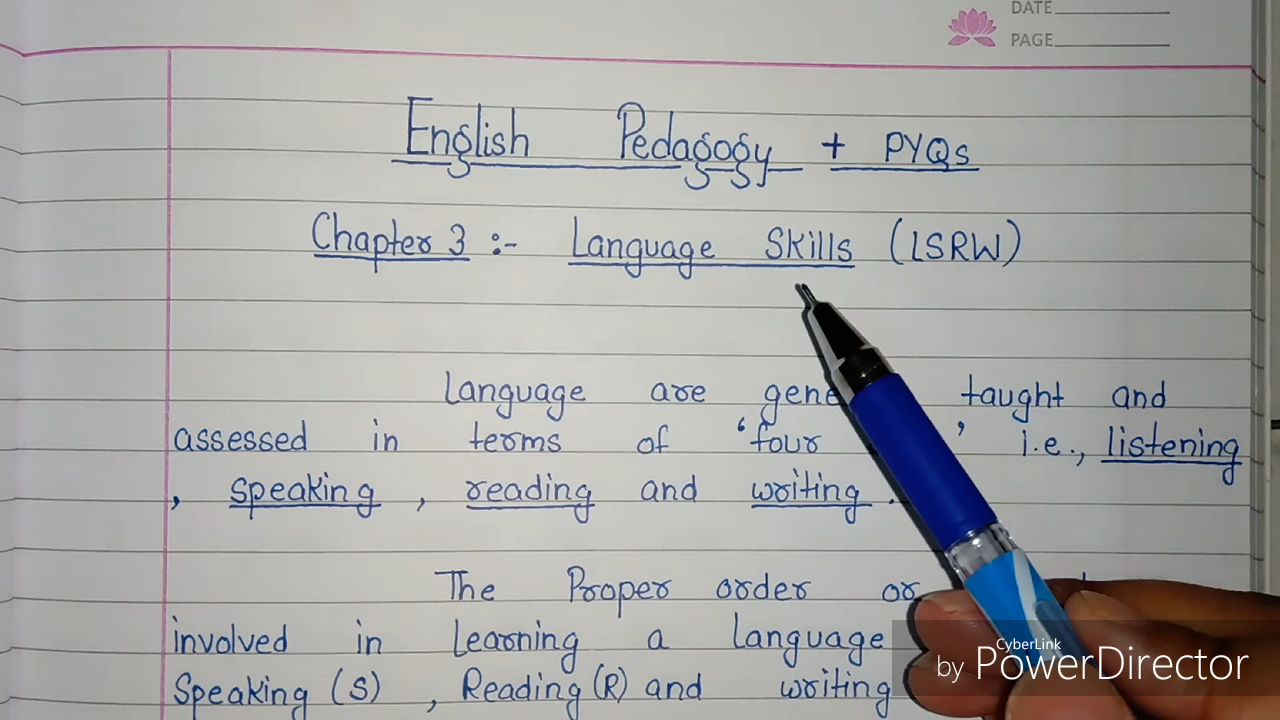 DATE
PAGE
English Pedagogy + PYQs
Chapter 3 :- Language Skills (LSRW)
Language are taught and
assessed in terms of 'four ' i.e., listening
, speaking , reading and writing .
The Proper order or
involved in Learning a language
Speaking (S) , Reading (R) and writing
CyberLink
by PowerDirector